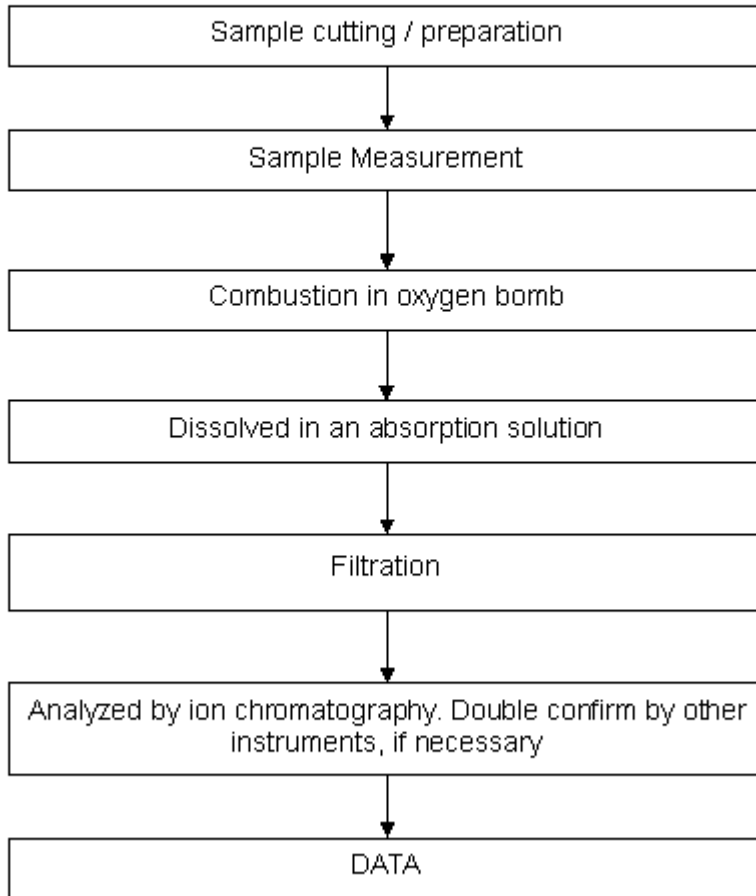 Sample cutting / preparation
Sample Measurement
Combustion in oxygen bomb
Dissolved in an absorption solution
Filtration
Analyzed by ion chromatography. Double confirm by other
instruments, if necessary
DATA